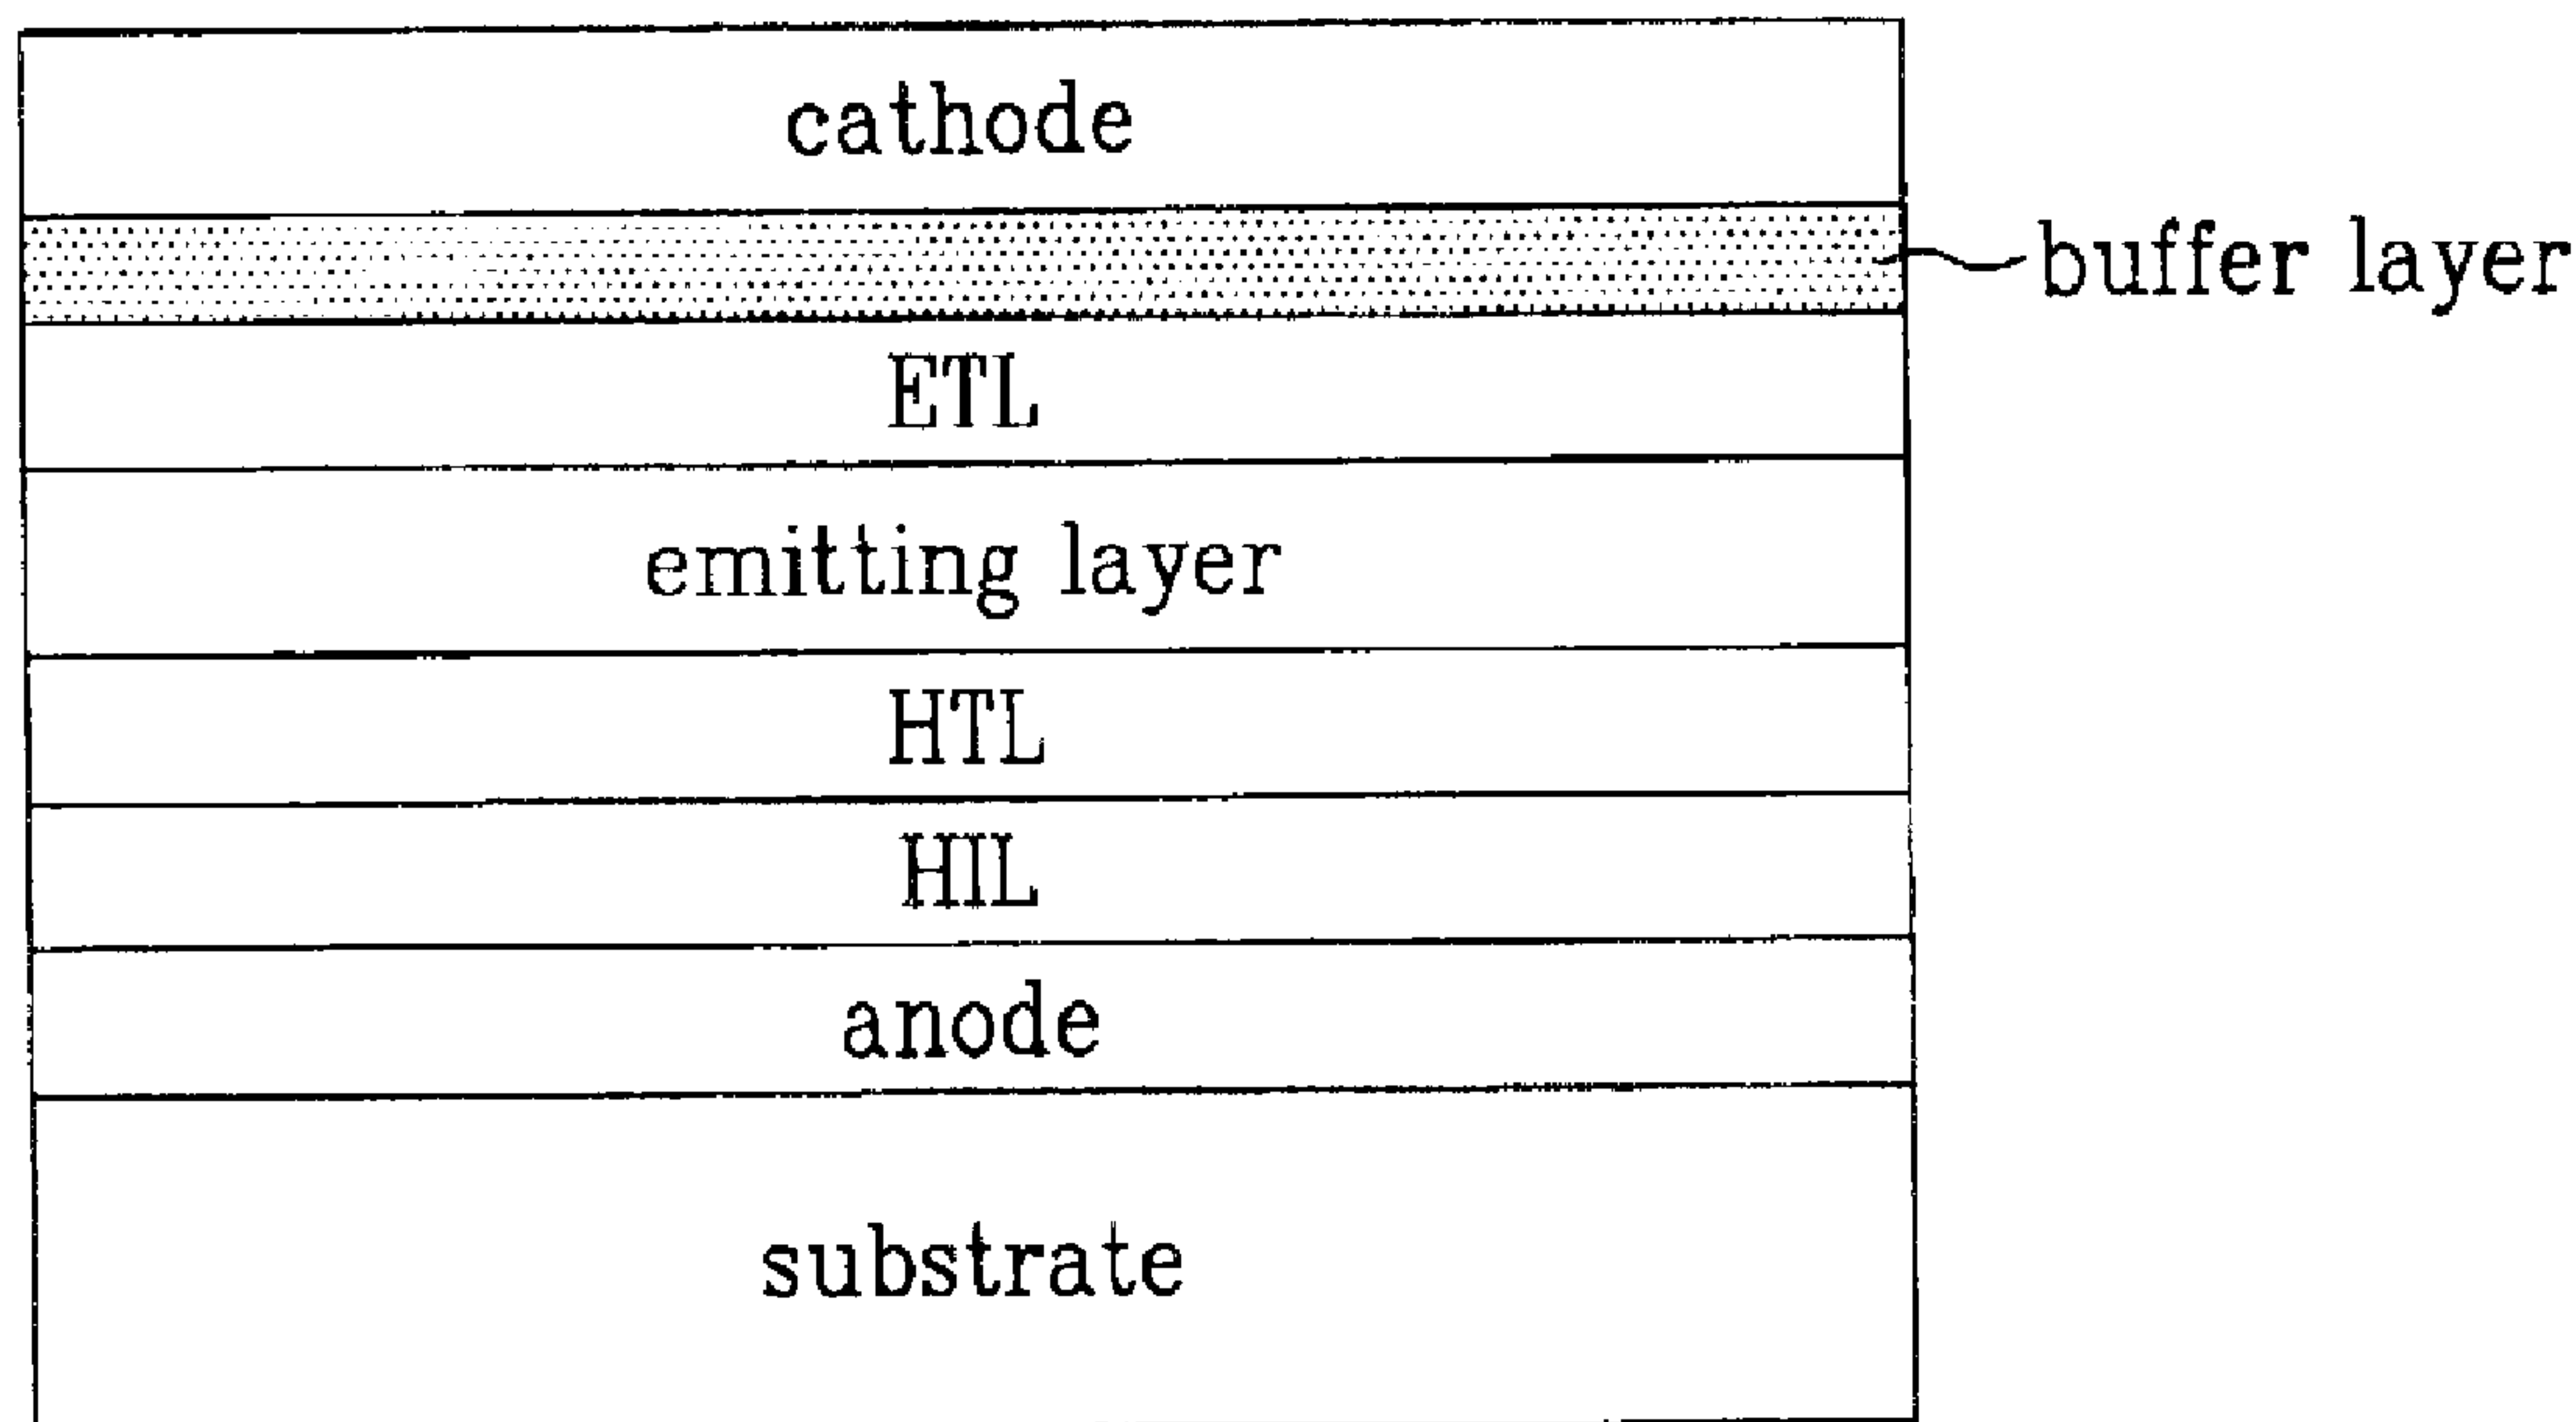 cathode
buffer layer
ETL
emitting layer
HTL
HIL
anode
substrate